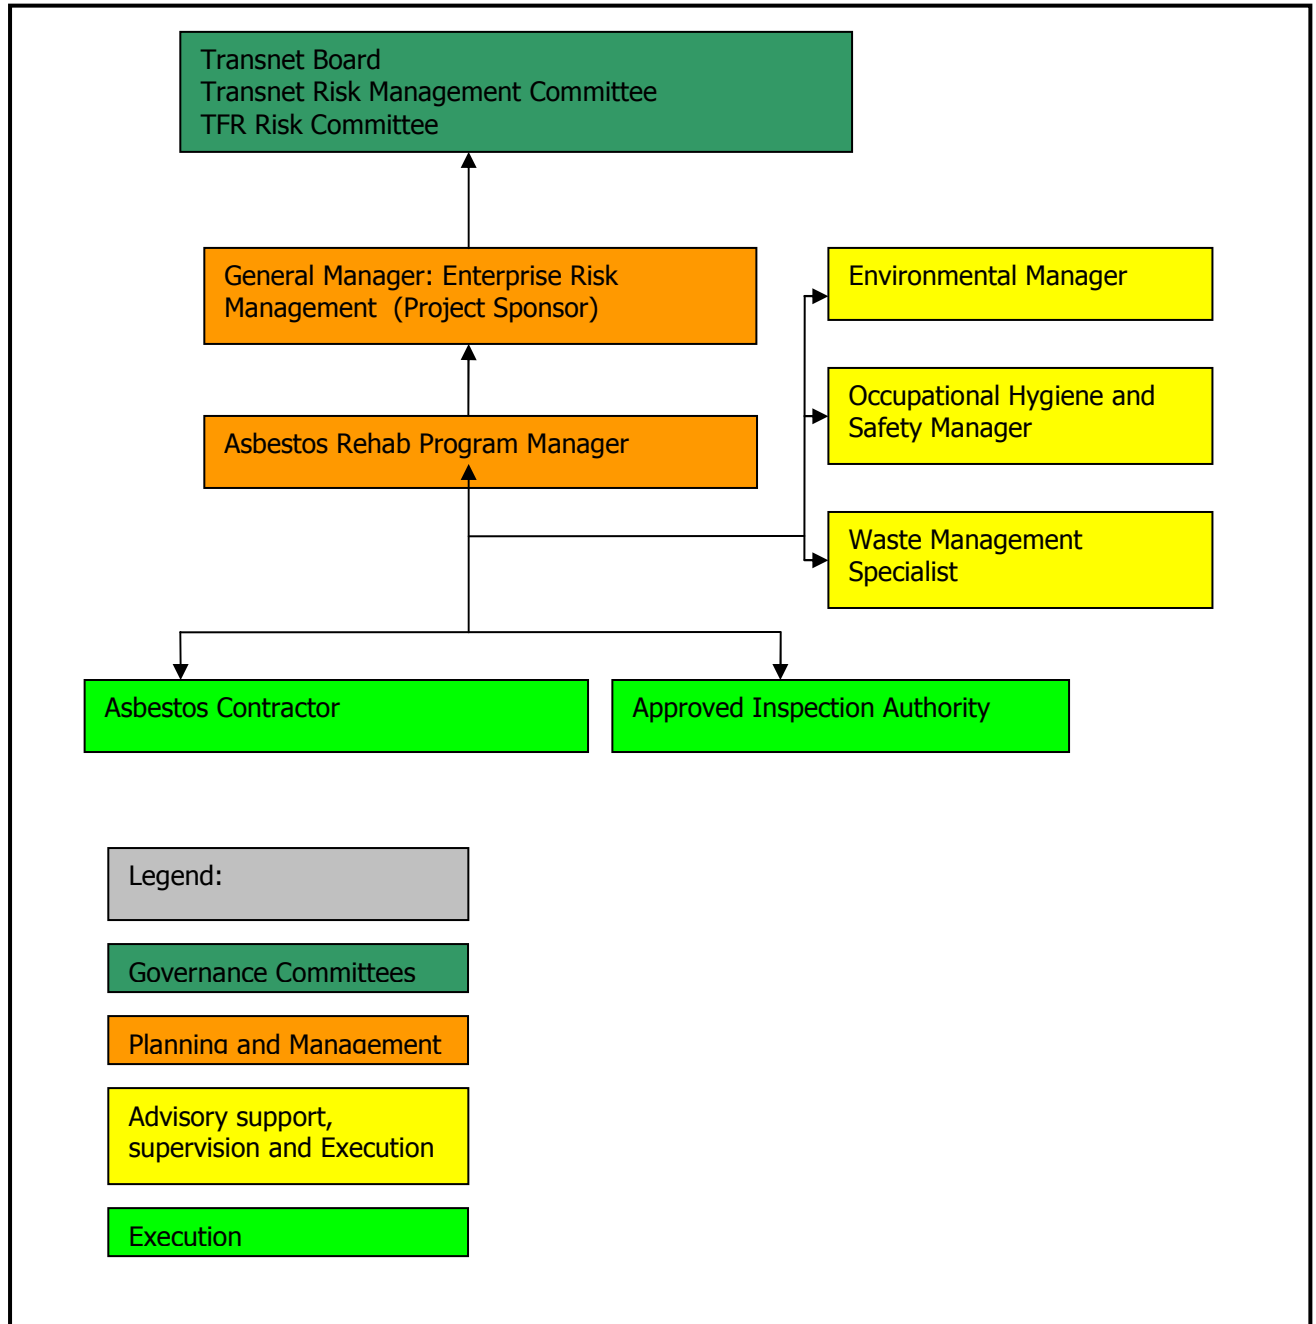 Transnet Board
Transnet Risk Management Committee
TFR Risk Committee
General Manager: Enterprise Risk
Management (Project Sponsor)
Environmental Manager
Occupational Hygiene and
Safety Manager
Asbestos Rehab Program Manager
Waste Management
Specialist
Asbestos Contractor
Approved Inspection Authority
Legend:
Governance Committees
Planning and Management
Advisory support,
supervision and Execution
Execution